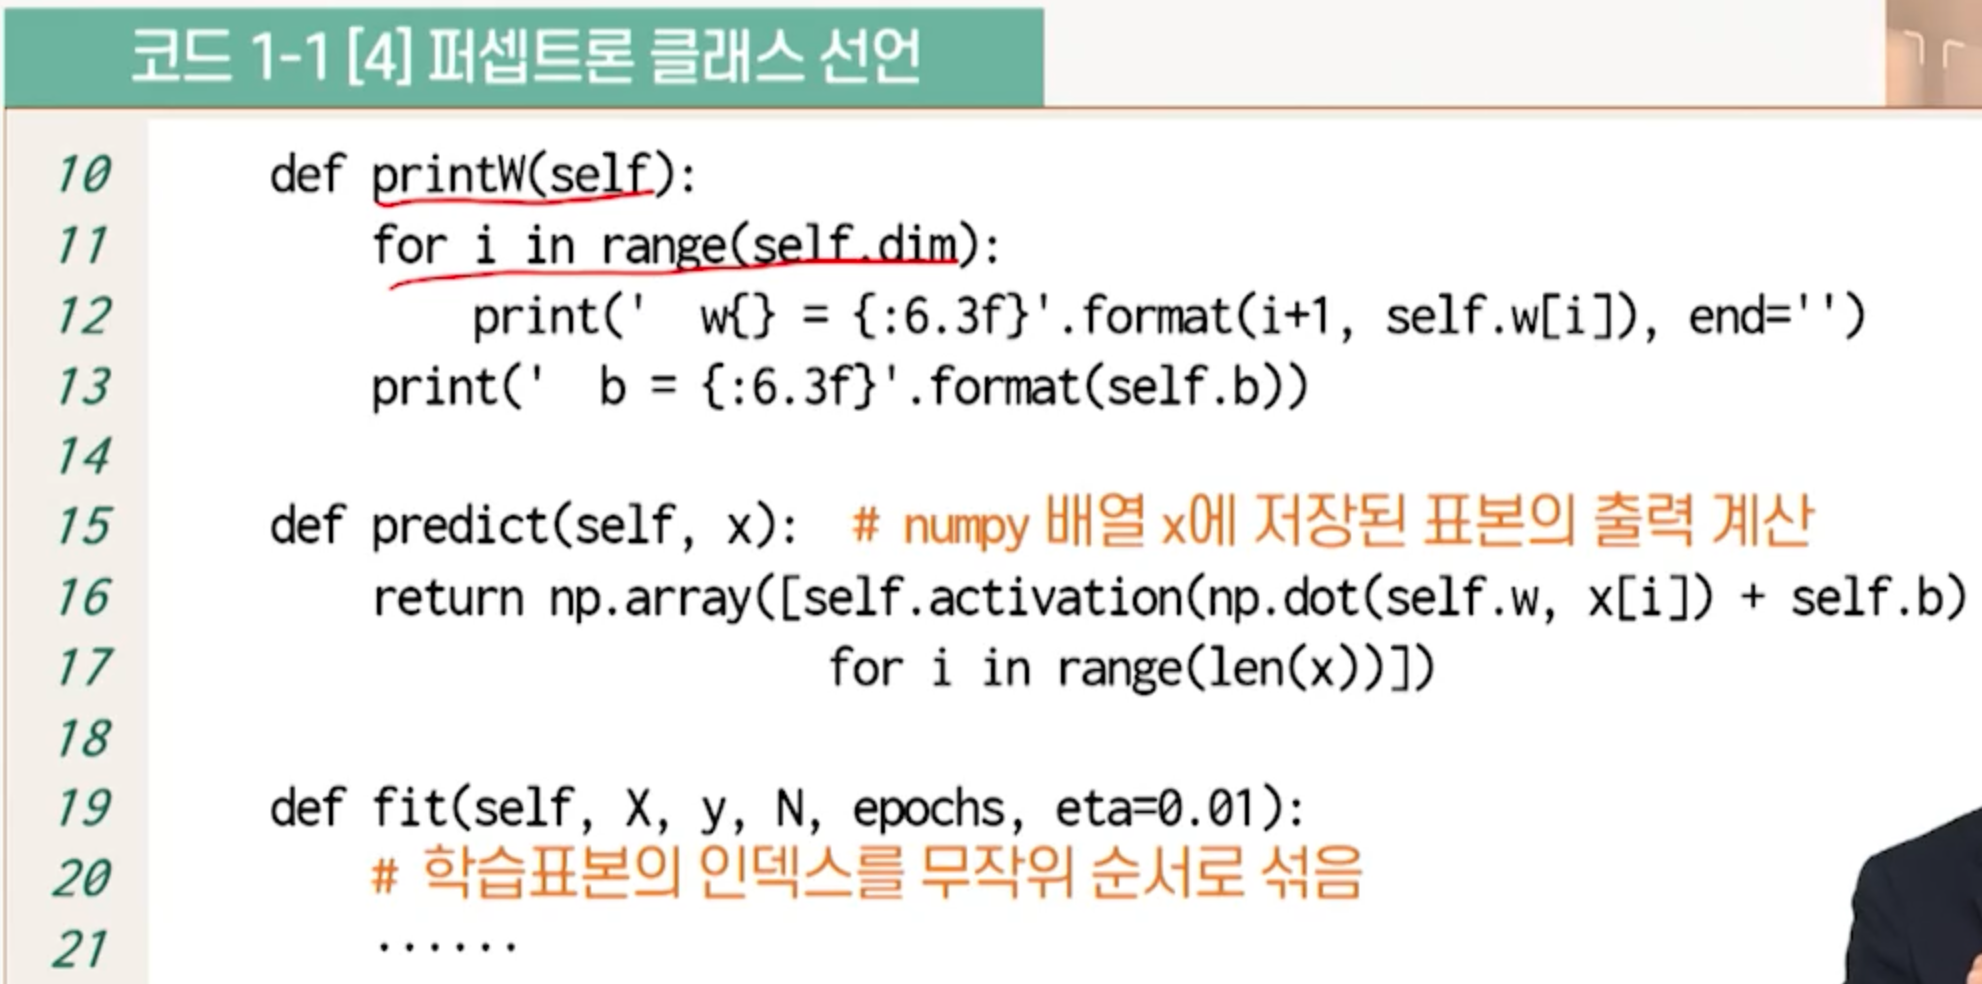 코드 1-1 [4] 퍼셉트론 클래스 선언
10 def printW(self):
11 for i in range(self.dim):
12 print('  w{} = {:6.3f}'.format(i+1, self.w[i]), end='')
13 print('  b = {:6.3f}'.format(self.b))
14
15 def predict(self, x):  # numpy 배열 x에 저장된 표본의 출력 계산
16 return np.array([self.activation(np.dot(self.w, x[i]) + self.b)
17 for i in range(len(x))])
18
19 def fit(self, X, y, N, epochs, eta=0.01):
20 # 학습표본의 인덱스를 무작위 순서로 섞음
21 ······